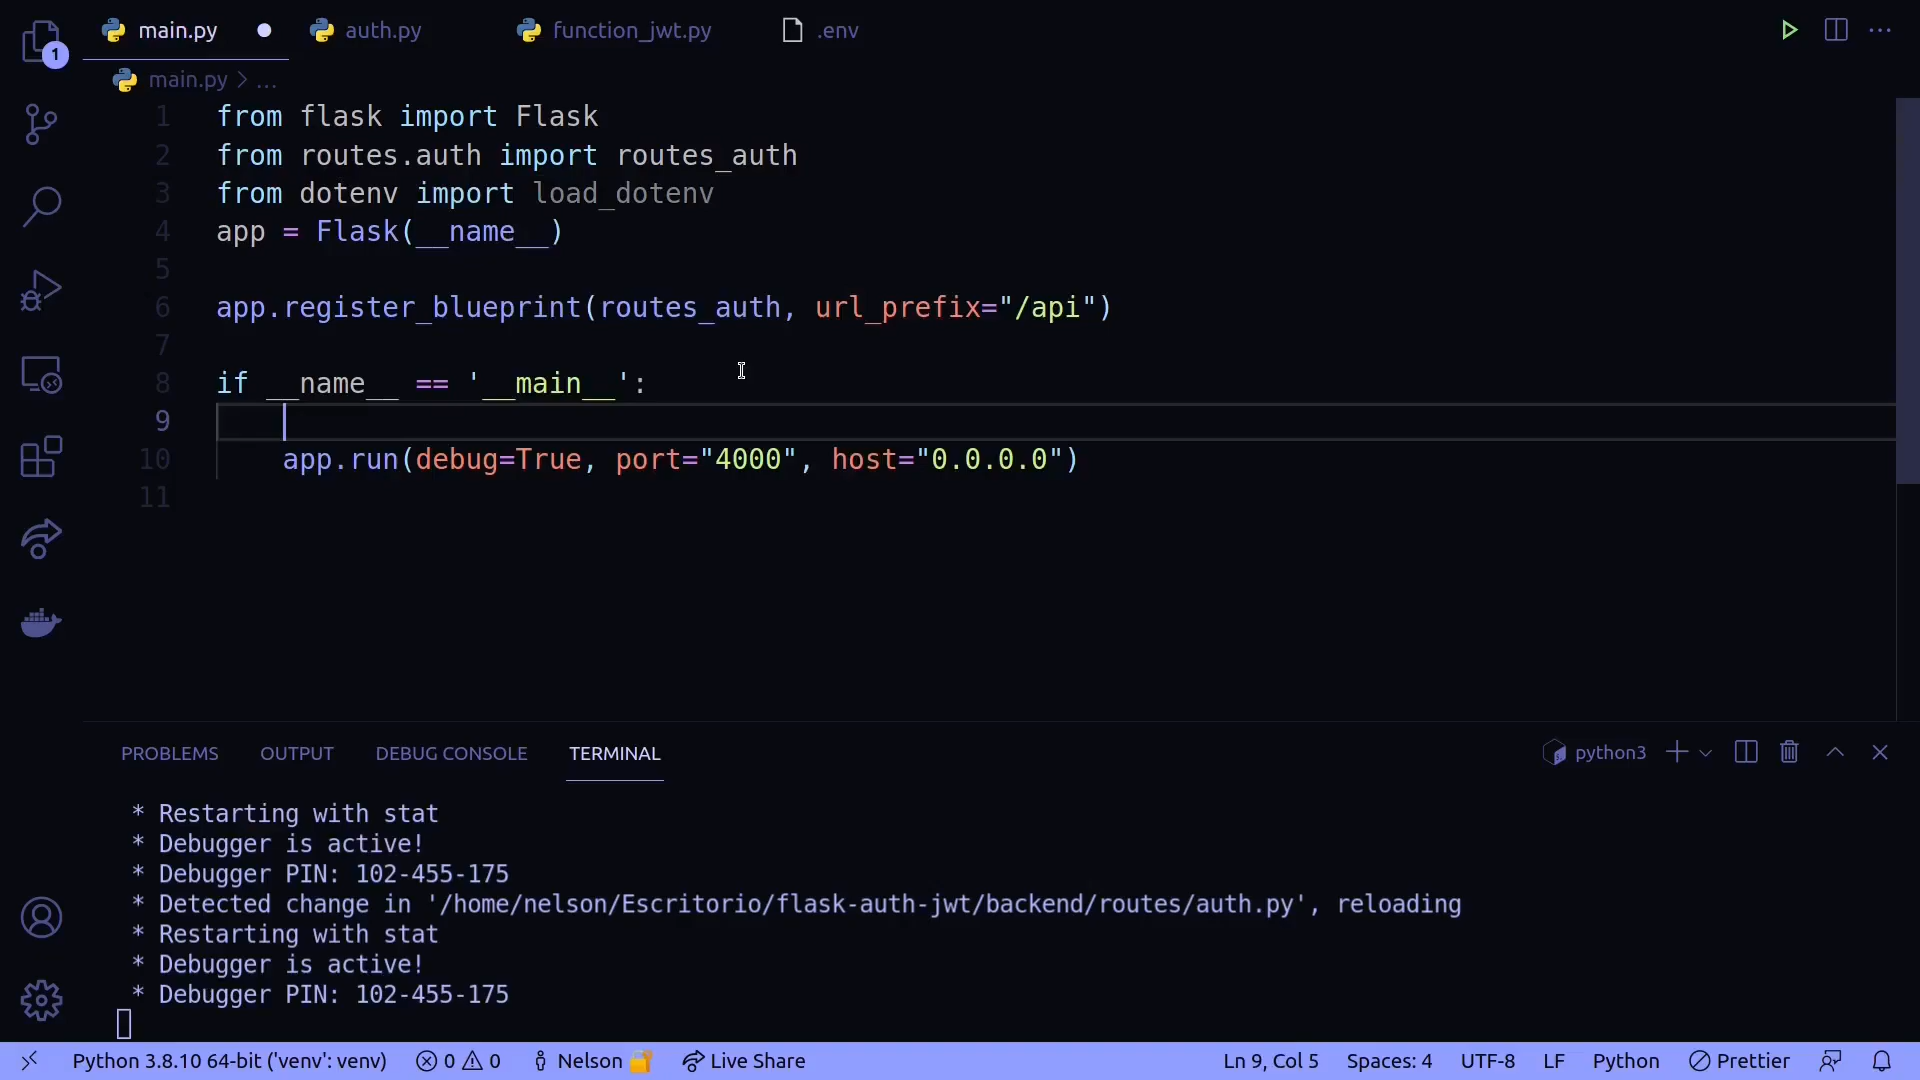 main.py auth.py function_jwt.py .env
1
main.py > ...
1 from flask import Flask
2 from routes.auth import routes_auth
3 from dotenv import load_dotenv
4 app = Flask(__name__)
5
6 app.register_blueprint(routes_auth, url_prefix="/api")
7
8 if __name__ == '__main__':
9
10 app.run(debug=True, port="4000", host="0.0.0.0")
11
PROBLEMS OUTPUT DEBUG CONSOLE TERMINAL python3
* Restarting with stat
* Debugger is active!
* Debugger PIN: 102-455-175
* Detected change in '/home/nelson/Escritorio/flask-auth-jwt/backend/routes/auth.py', reloading
* Restarting with stat
* Debugger is active!
* Debugger PIN: 102-455-175
Python 3.8.10 64-bit ('venv': venv) 0 0 Nelson 🔐 Live Share Ln 9, Col 5 Spaces: 4 UTF-8 LF Python Prettier